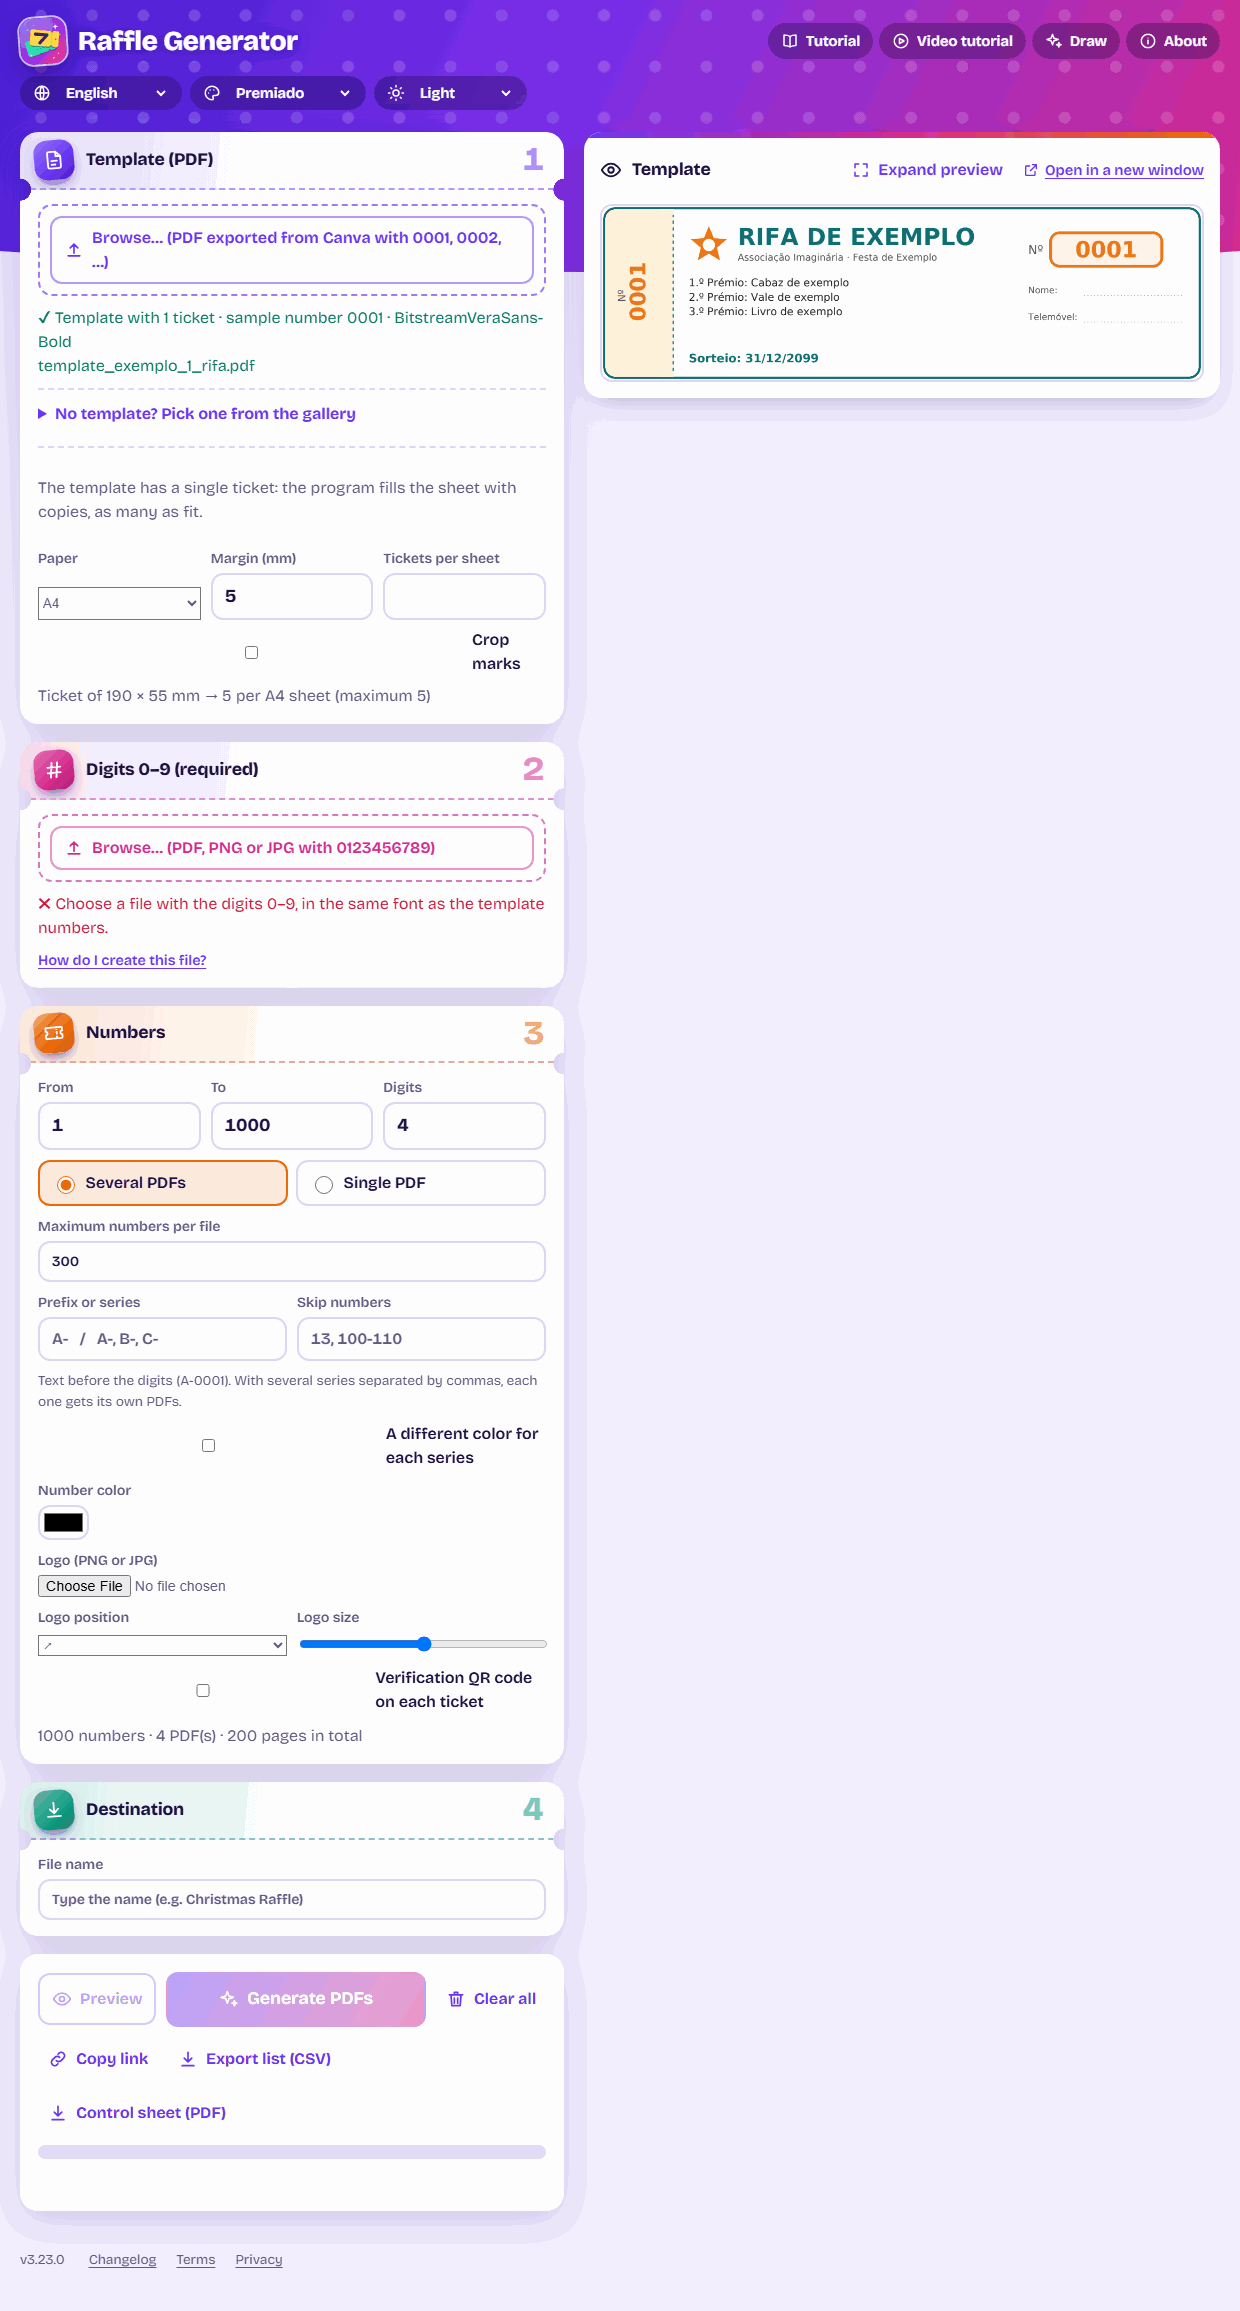 Raffle Generator
Tutorial
Video tutorial
Draw
About
English
Premiado
Light
Template (PDF)
1
Browse... (PDF exported from Canva with 0001, 0002,
...)
✓ Template with 1 ticket · sample number 0001 · BitstreamVeraSans-
Bold
template_exemplo_1_rifa.pdf
No template? Pick one from the gallery
The template has a single ticket: the program fills the sheet with
copies, as many as fit.
Paper
Margin (mm)
Tickets per sheet
A4
5
Crop
marks
Ticket of 190 × 55 mm → 5 per A4 sheet (maximum 5)
Digits 0–9 (required)
2
Browse... (PDF, PNG or JPG with 0123456789)
✕ Choose a file with the digits 0–9, in the same font as the template
numbers.
How do I create this file?
Numbers
3
From
To
Digits
1
1000
4
Several PDFs
Single PDF
Maximum numbers per file
300
Prefix or series
Skip numbers
A- / A-, B-, C-
13, 100-110
Text before the digits (A-0001). With several series separated by commas, each
one gets its own PDFs.
A different color for
each series
Number color
Logo (PNG or JPG)
Choose File No file chosen
Logo position
Logo size
↗
Verification QR code
on each ticket
1000 numbers · 4 PDF(s) · 200 pages in total
Destination
4
File name
Type the name (e.g. Christmas Raffle)
Preview
Generate PDFs
Clear all
Copy link
Export list (CSV)
Control sheet (PDF)
v3.23.0
Changelog
Terms
Privacy
Template
Expand preview
Open in a new window
Nº
0001
RIFA DE EXEMPLO
Associação Imaginária · Festa de Exemplo
1.º Prémio: Cabaz de exemplo
2.º Prémio: Vale de exemplo
3.º Prémio: Livro de exemplo
Sorteio: 31/12/2099
Nº 0001
Nome:
Telemóvel: